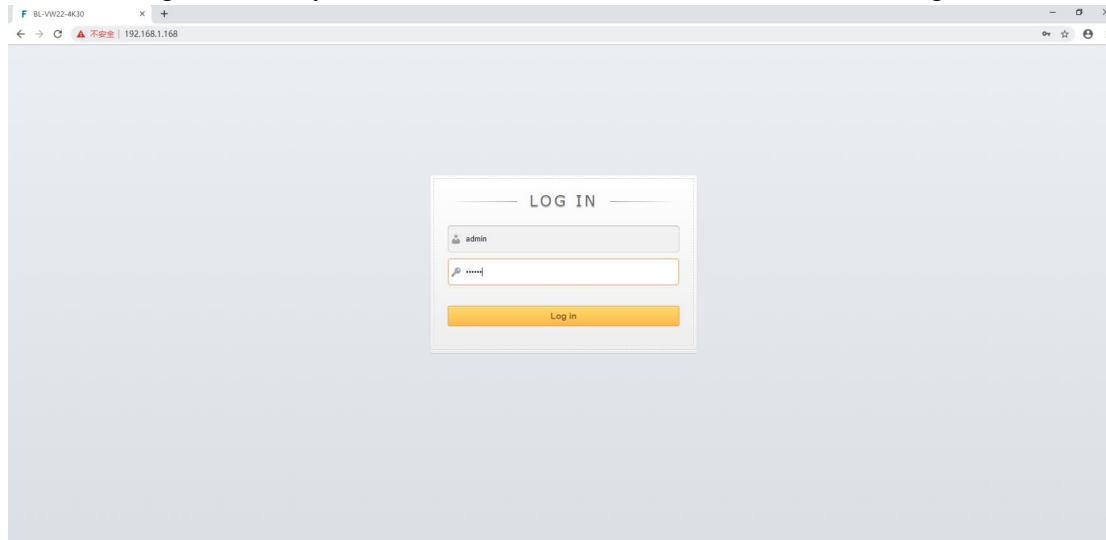 BL-VW22-4K30
不安全 | 192.168.1.168
LOG IN
admin
••••••
Log in